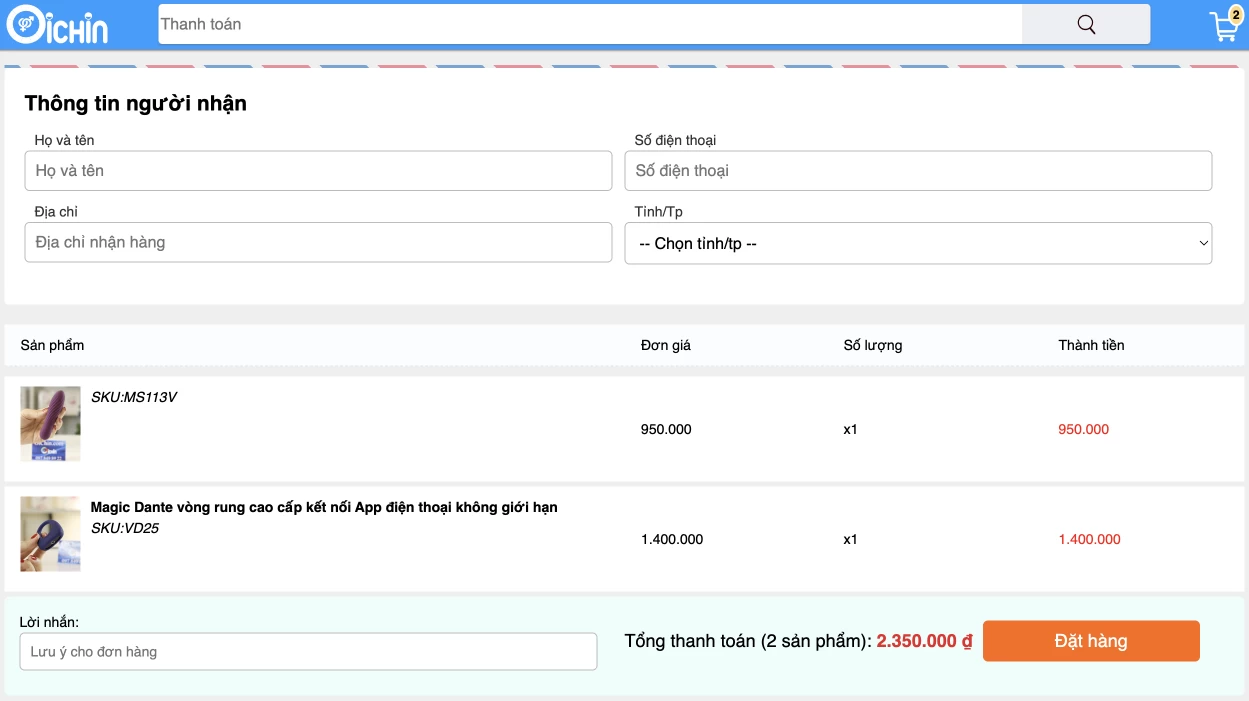 Oichin
Thanh toán
2
Thông tin người nhận
Họ và tên
Số điện thoại
Họ và tên
Số điện thoại
Địa chỉ
Tỉnh/Tp
Địa chỉ nhận hàng
-- Chọn tỉnh/tp --
Sản phẩm
Đơn giá
Số lượng
Thành tiền
SKU:MS113V
950.000
x1
950.000
Magic Dante vòng rung cao cấp kết nối App điện thoại không giới hạn
SKU:VD25
1.400.000
x1
1.400.000
Lời nhắn:
Lưu ý cho đơn hàng
Tổng thanh toán (2 sản phẩm): 2.350.000 ₫
Đặt hàng